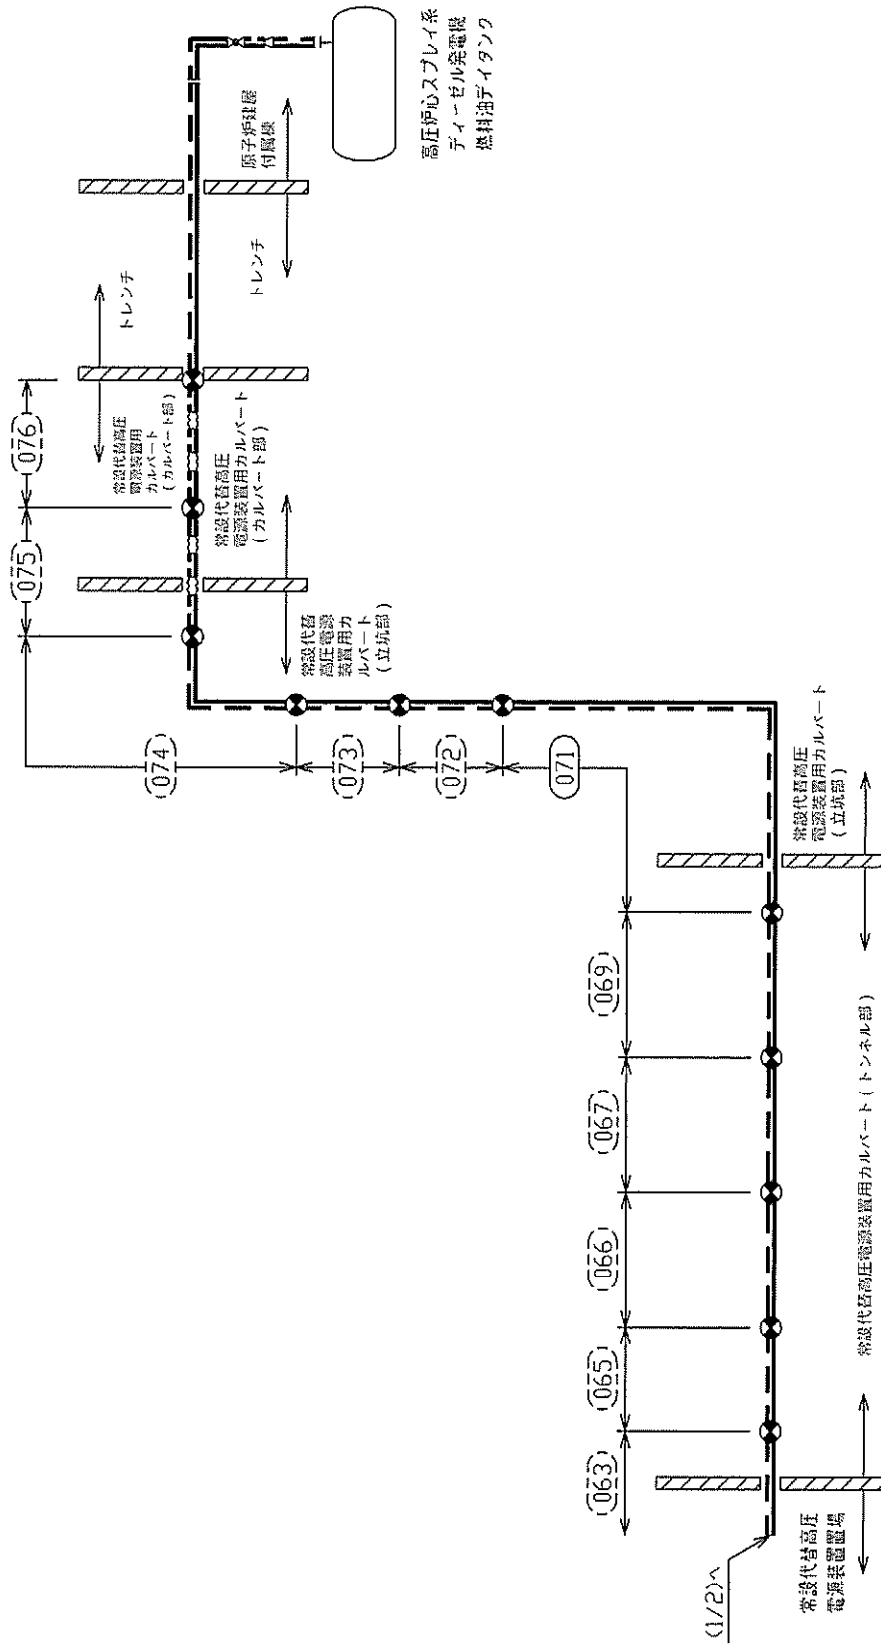 (1/2)へ
常設代替高圧
電源装置置場
063
065
066
067
069
常設代替高圧電源装置用カルバート(トンネル部)
常設代替高圧
電源装置用カルバート
(立坑部)
071
072
073
074
常設代替
高圧電源
装置用カ
ルバート
(立坑部)
075
076
常設代替高圧
電源装置用カルバート
(カルバート部)
常設代替高圧
電源装置用
カルバート
(カルバート部)
トレンチ
トレンチ
原子炉建屋
付属棟
高圧炉心スプレイ系
ディーゼル発電機
燃料油デイタンク